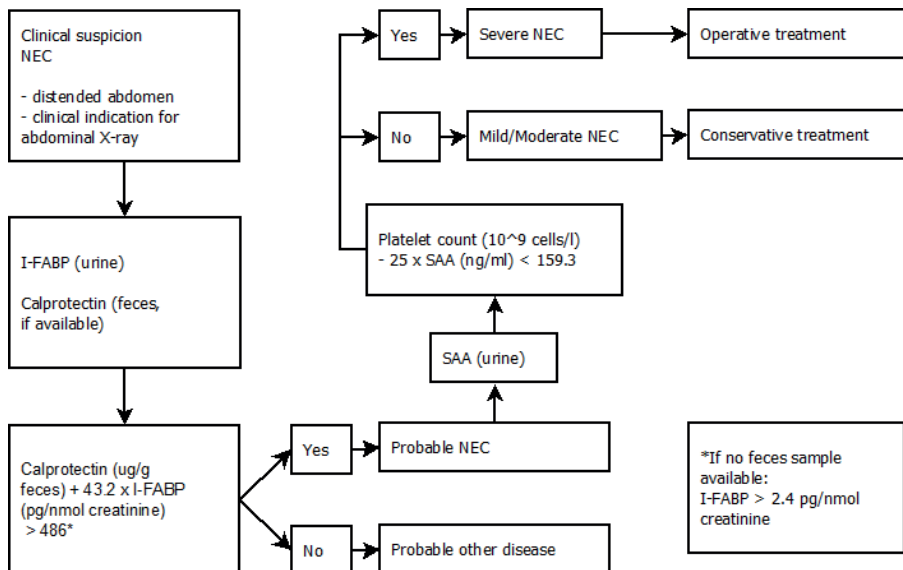 Clinical suspicion
NEC
- distended abdomen
- clinical indication for
abdominal X-ray
I-FABP (urine)
Calprotectin (feces,
if available)
Calprotectin (ug/g
feces) + 43.2 x I-FABP
(pg/nmol creatinine)
> 486*
Yes
No
Probable NEC
Probable other disease
SAA (urine)
Platelet count (10^9 cells/l)
- 25 x SAA (ng/ml) < 159.3
Yes
Severe NEC
Operative treatment
No
Mild/Moderate NEC
Conservative treatment
*If no feces sample
available:
I-FABP > 2.4 pg/nmol
creatinine